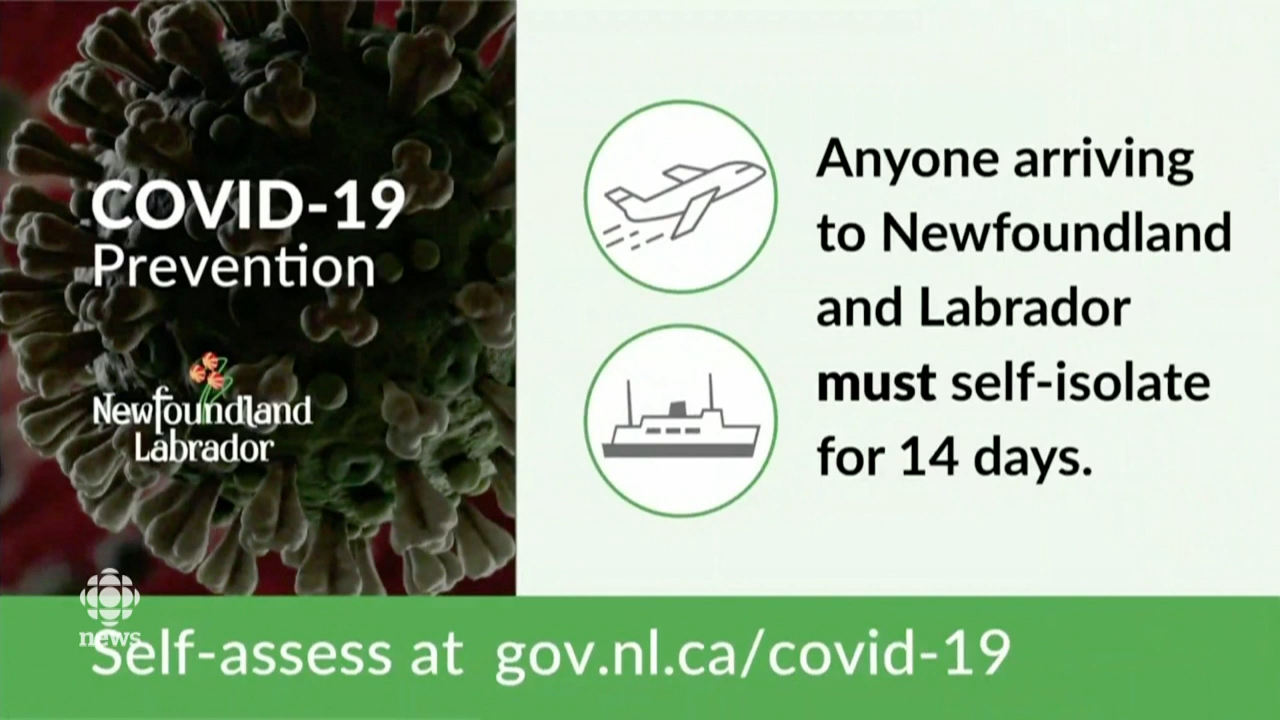 COVID-19
Prevention
Newfoundland
Labrador
Anyone arriving
to Newfoundland
and Labrador
must self-isolate
for 14 days.
news
Self-assess at gov.nl.ca/covid-19